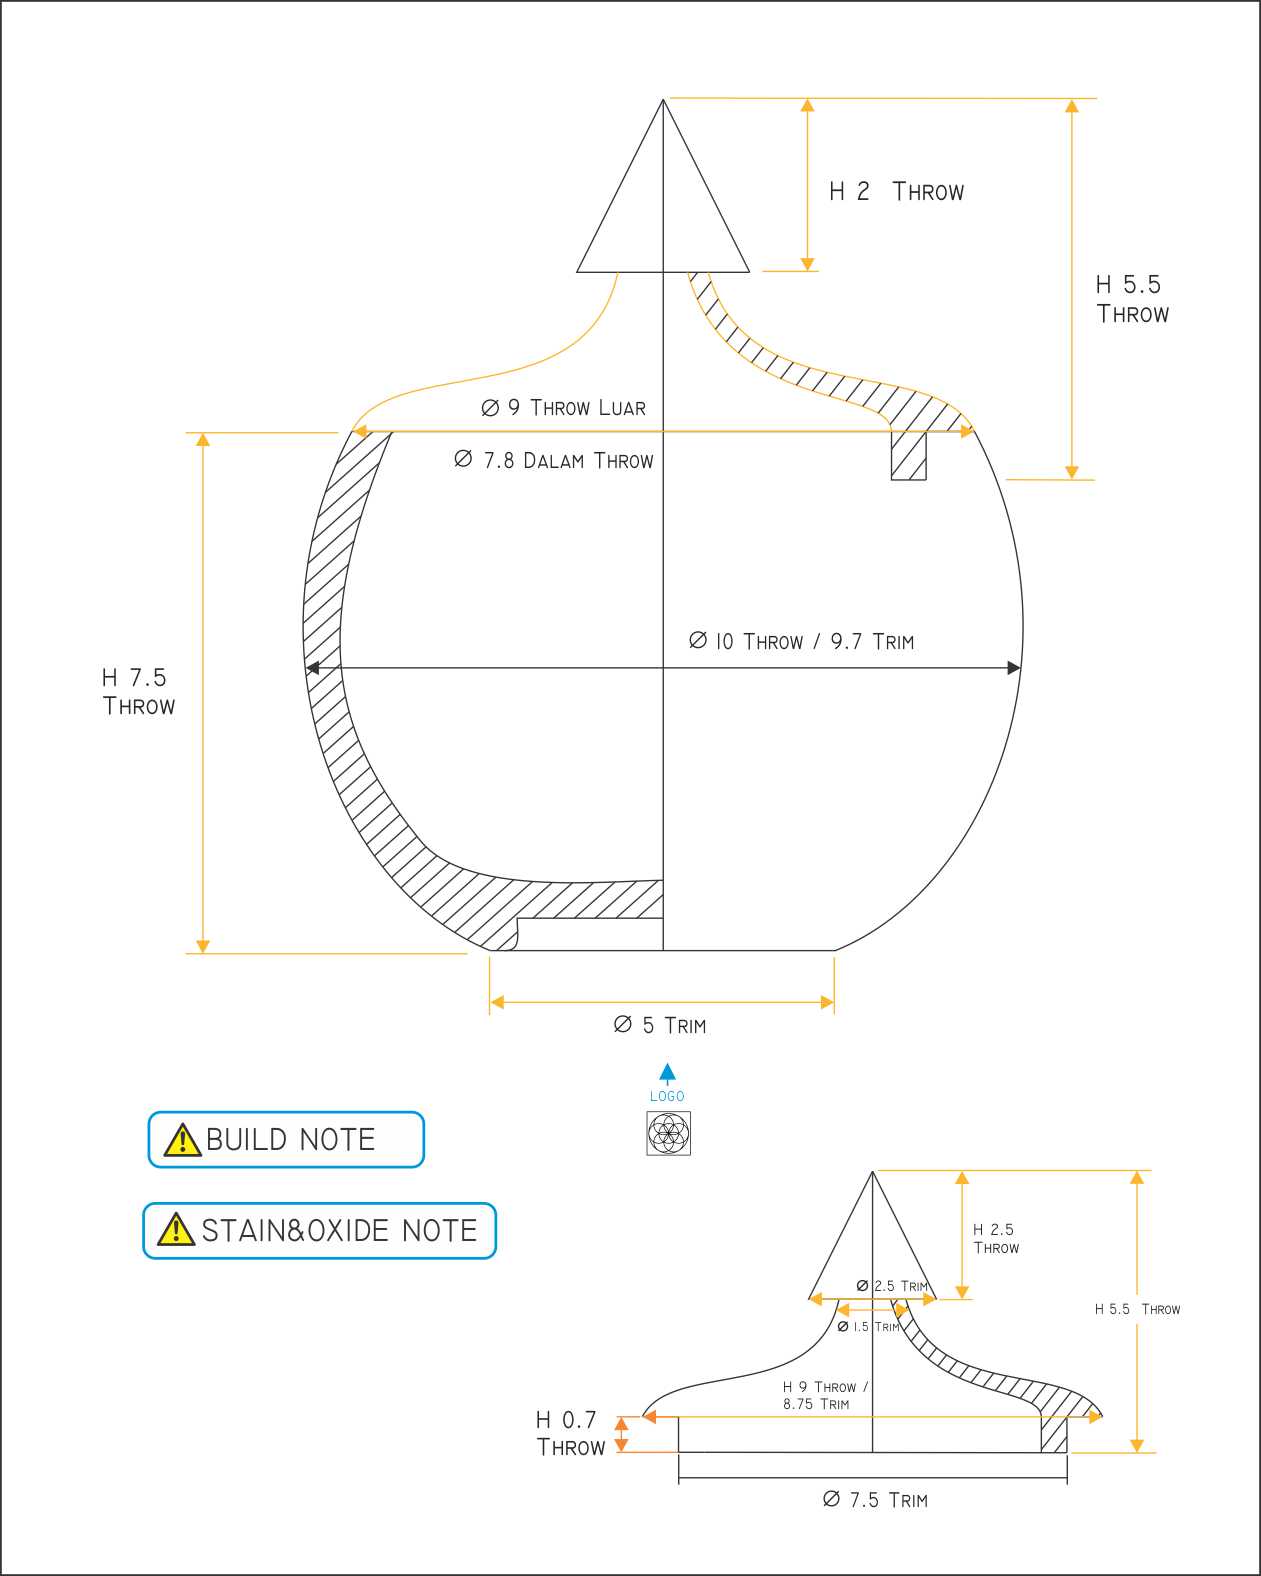 H 2 THROW
H 5.5
THROW
Ø 9 THROW LUAR
Ø 7.8 DALAM THROW
Ø 10 THROW / 9.7 TRIM
H 7.5
THROW
Ø 5 TRIM
LOGO
BUILD NOTE
STAIN&OXIDE NOTE
H 2.5
THROW
Ø 2.5 TRIM
H 5.5 THROW
Ø 1.5 TRIM
H 9 THROW /
8.75 TRIM
H 0.7
THROW
Ø 7.5 TRIM